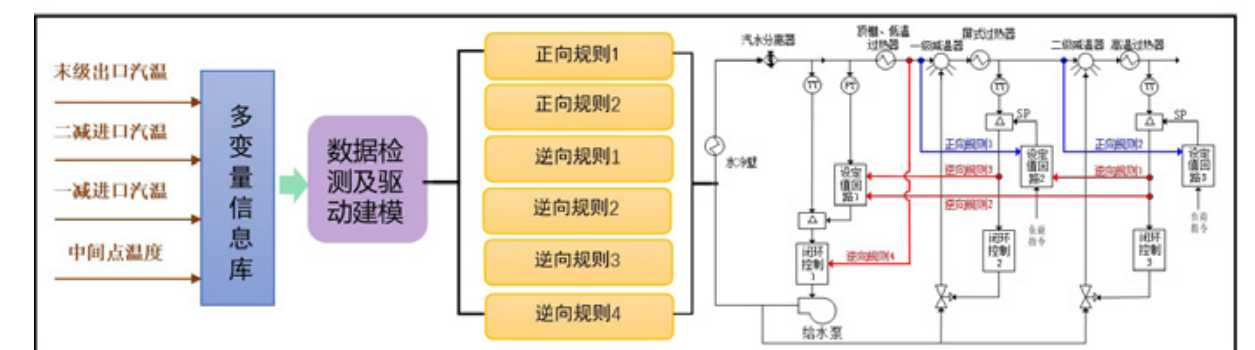 末级出口汽温
二减进口汽温
一减进口汽温
中间点温度
多变量信息库
数据检
测及驱
动建模
正向规则1
正向规则2
逆向规则1
逆向规则2
逆向规则3
逆向规则4
汽水分离器
顶棚、低温
过热器
一级减温器
屏式过热器
二级减温器
高温过热器
TT
PT
TT
TT
SP
SP
水冷壁
设定
值回
路1
正向规则1
设定
值回
路2
正向规则2
设定
值回
路3
逆向规则3
逆向规则1
逆向规则2
负荷
指令
负荷
指令
闭环
控制
1
逆向规则4
闭环
控制
2
闭环
控制
3
给水泵